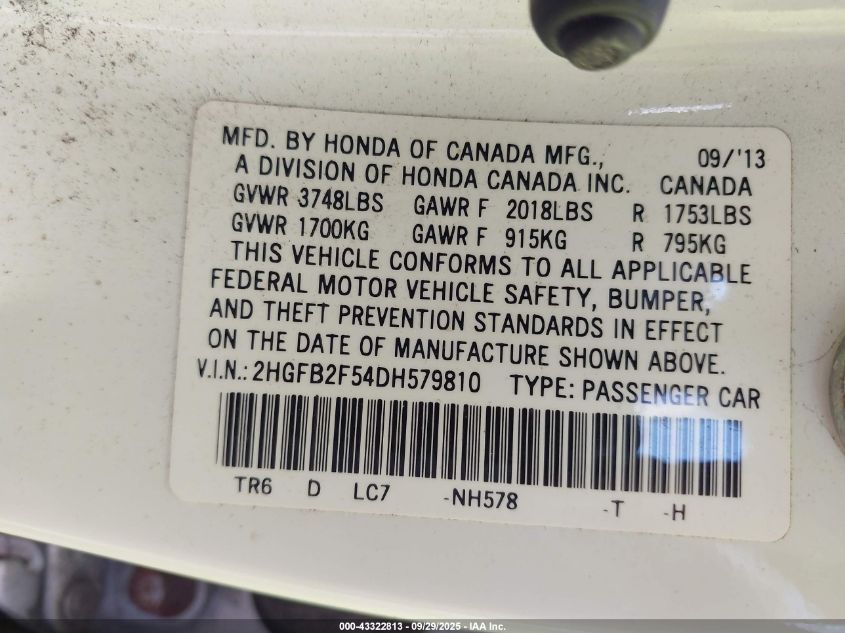 MFD. BY HONDA OF CANADA MFG., 09/'13
A DIVISION OF HONDA CANADA INC. CANADA
GVWR 3748LBS GAWR F 2018LBS R 1753LBS
GVWR 1700KG GAWR F 915KG R 795KG
THIS VEHICLE CONFORMS TO ALL APPLICABLE
FEDERAL MOTOR VEHICLE SAFETY, BUMPER,
AND THEFT PREVENTION STANDARDS IN EFFECT
ON THE DATE OF MANUFACTURE SHOWN ABOVE.
V.I.N.: 2HGFB2F54DH579810 TYPE: PASSENGER CAR
TR6 D LC7 -NH578 -T -H
000-43322813 - 09/29/2025 - IAA Inc.